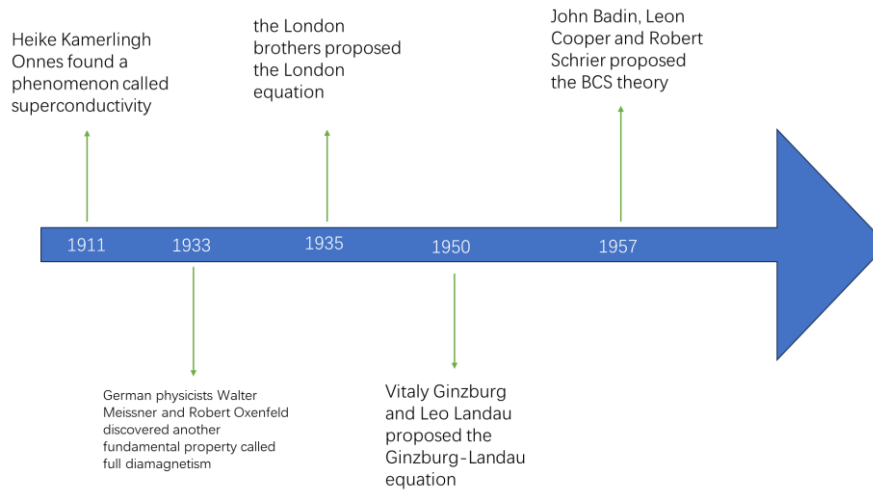 Heike Kamerlingh
Onnes found a
phenomenon called
superconductivity
the London
brothers proposed
the London
equation
John Badin, Leon
Cooper and Robert
Schrier proposed
the BCS theory
1911
1933
1935
1950
1957
German physicists Walter
Meissner and Robert Oxenfeld
discovered another
fundamental property called
full diamagnetism
Vitaly Ginzburg
and Leo Landau
proposed the
Ginzburg-Landau
equation